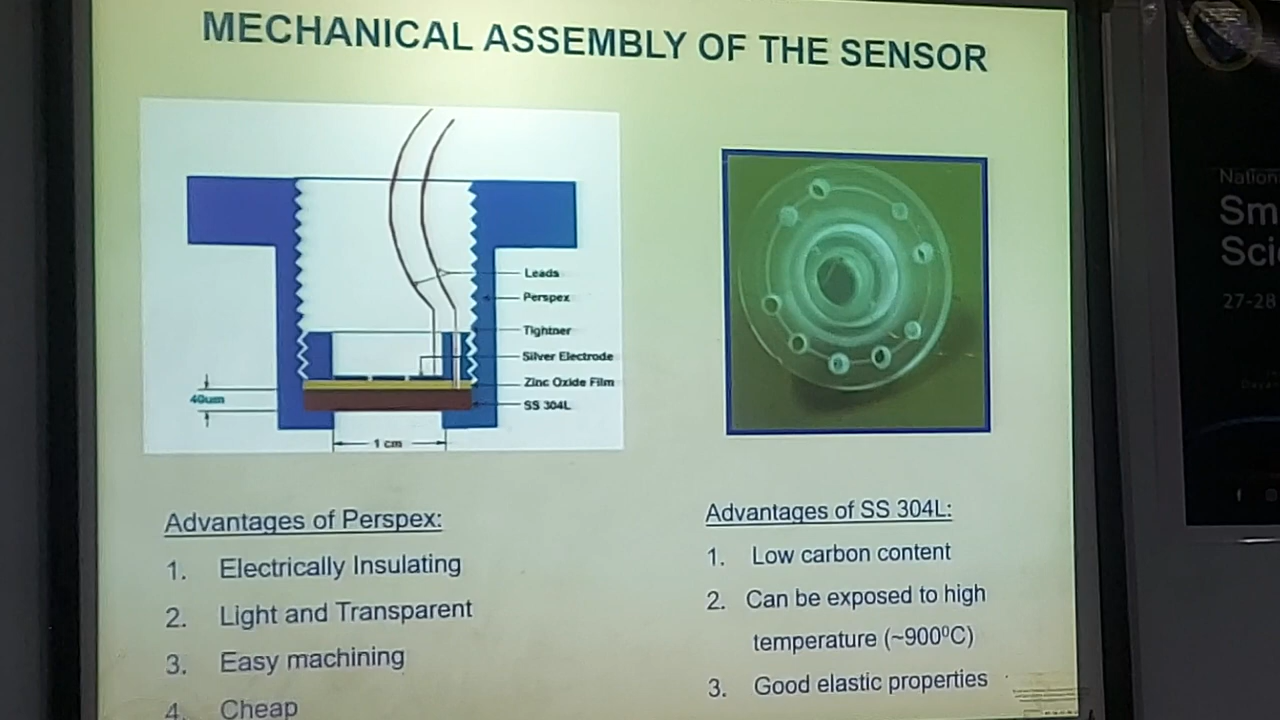 MECHANICAL ASSEMBLY OF THE SENSOR
Leads
Perspex
Tightner
Silver Electrode
Zinc Oxide Film
SS 304L
40um
1 cm
Advantages of Perspex:
1. Electrically Insulating
2. Light and Transparent
3. Easy machining
4. Cheap
Advantages of SS 304L:
1. Low carbon content
2. Can be exposed to high
temperature (~900⁰C)
3. Good elastic properties
Nation
Sm
Sci
27-28